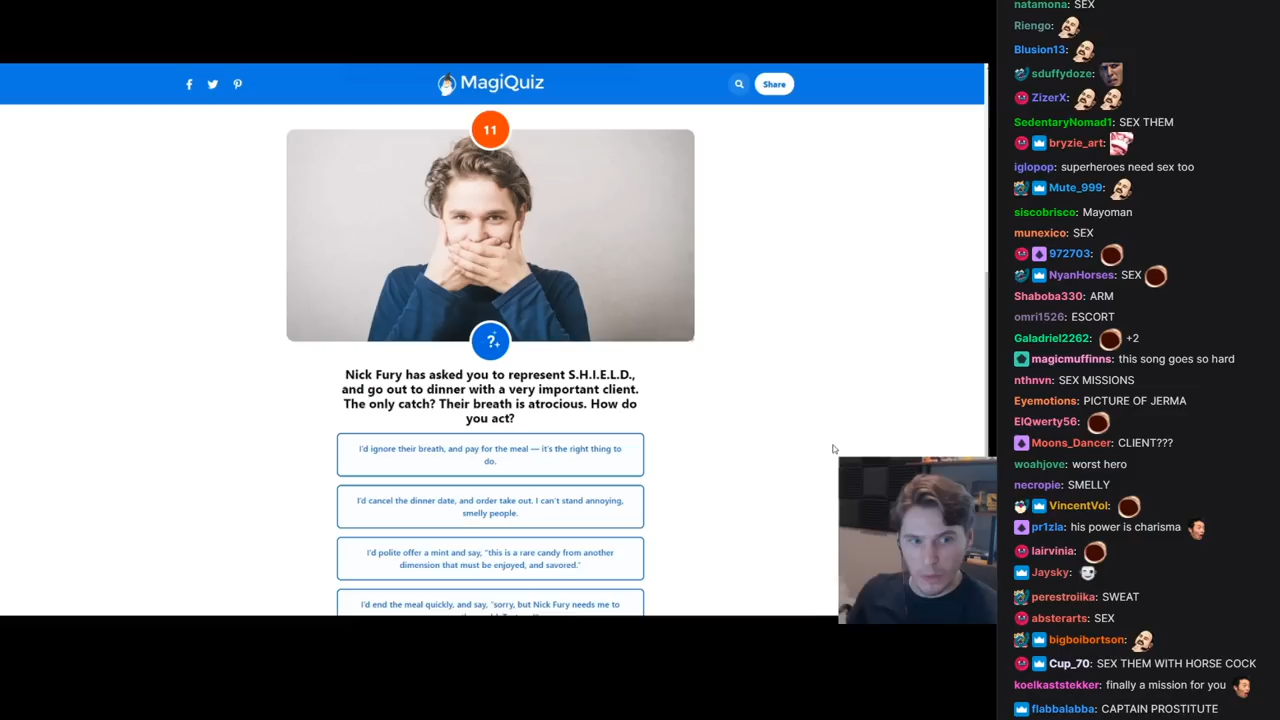 MagiQuiz
Share
11
Nick Fury has asked you to represent S.H.I.E.L.D.,
and go out to dinner with a very important client.
The only catch? Their breath is atrocious. How do
you act?
I'd ignore their breath, and pay for the meal — it's the right thing to
do.
I'd cancel the dinner date, and order take out. I can't stand annoying,
smelly people.
I'd polite offer a mint and say, "this is a rare candy from another
dimension that must be enjoyed, and savored."
I'd end the meal quickly, and say, "sorry, but Nick Fury needs me to
natamona: SEX
Riengo:
Blusion13:
sduffydoze:
ZizerX:
SedentaryNomad1: SEX THEM
bryzie_art:
iglopop: superheroes need sex too
Mute_999:
siscobrisco: Mayoman
munexico: SEX
972703:
NyanHorses: SEX
Shaboba330: ARM
omri1526: ESCORT
Galadriel2262: +2
magicmuffinns: this song goes so hard
nthnvn: SEX MISSIONS
Eyemotions: PICTURE OF JERMA
ElQwerty56:
Moons_Dancer: CLIENT???
woahjove: worst hero
necropie: SMELLY
VincentVol:
pr1zla: his power is charisma
lairvinia:
Jaysky:
perestroiika: SWEAT
absterarts: SEX
bigboibortson:
Cup_70: SEX THEM WITH HORSE COCK
koelkaststekker: finally a mission for you
flabbalabba: CAPTAIN PROSTITUTE